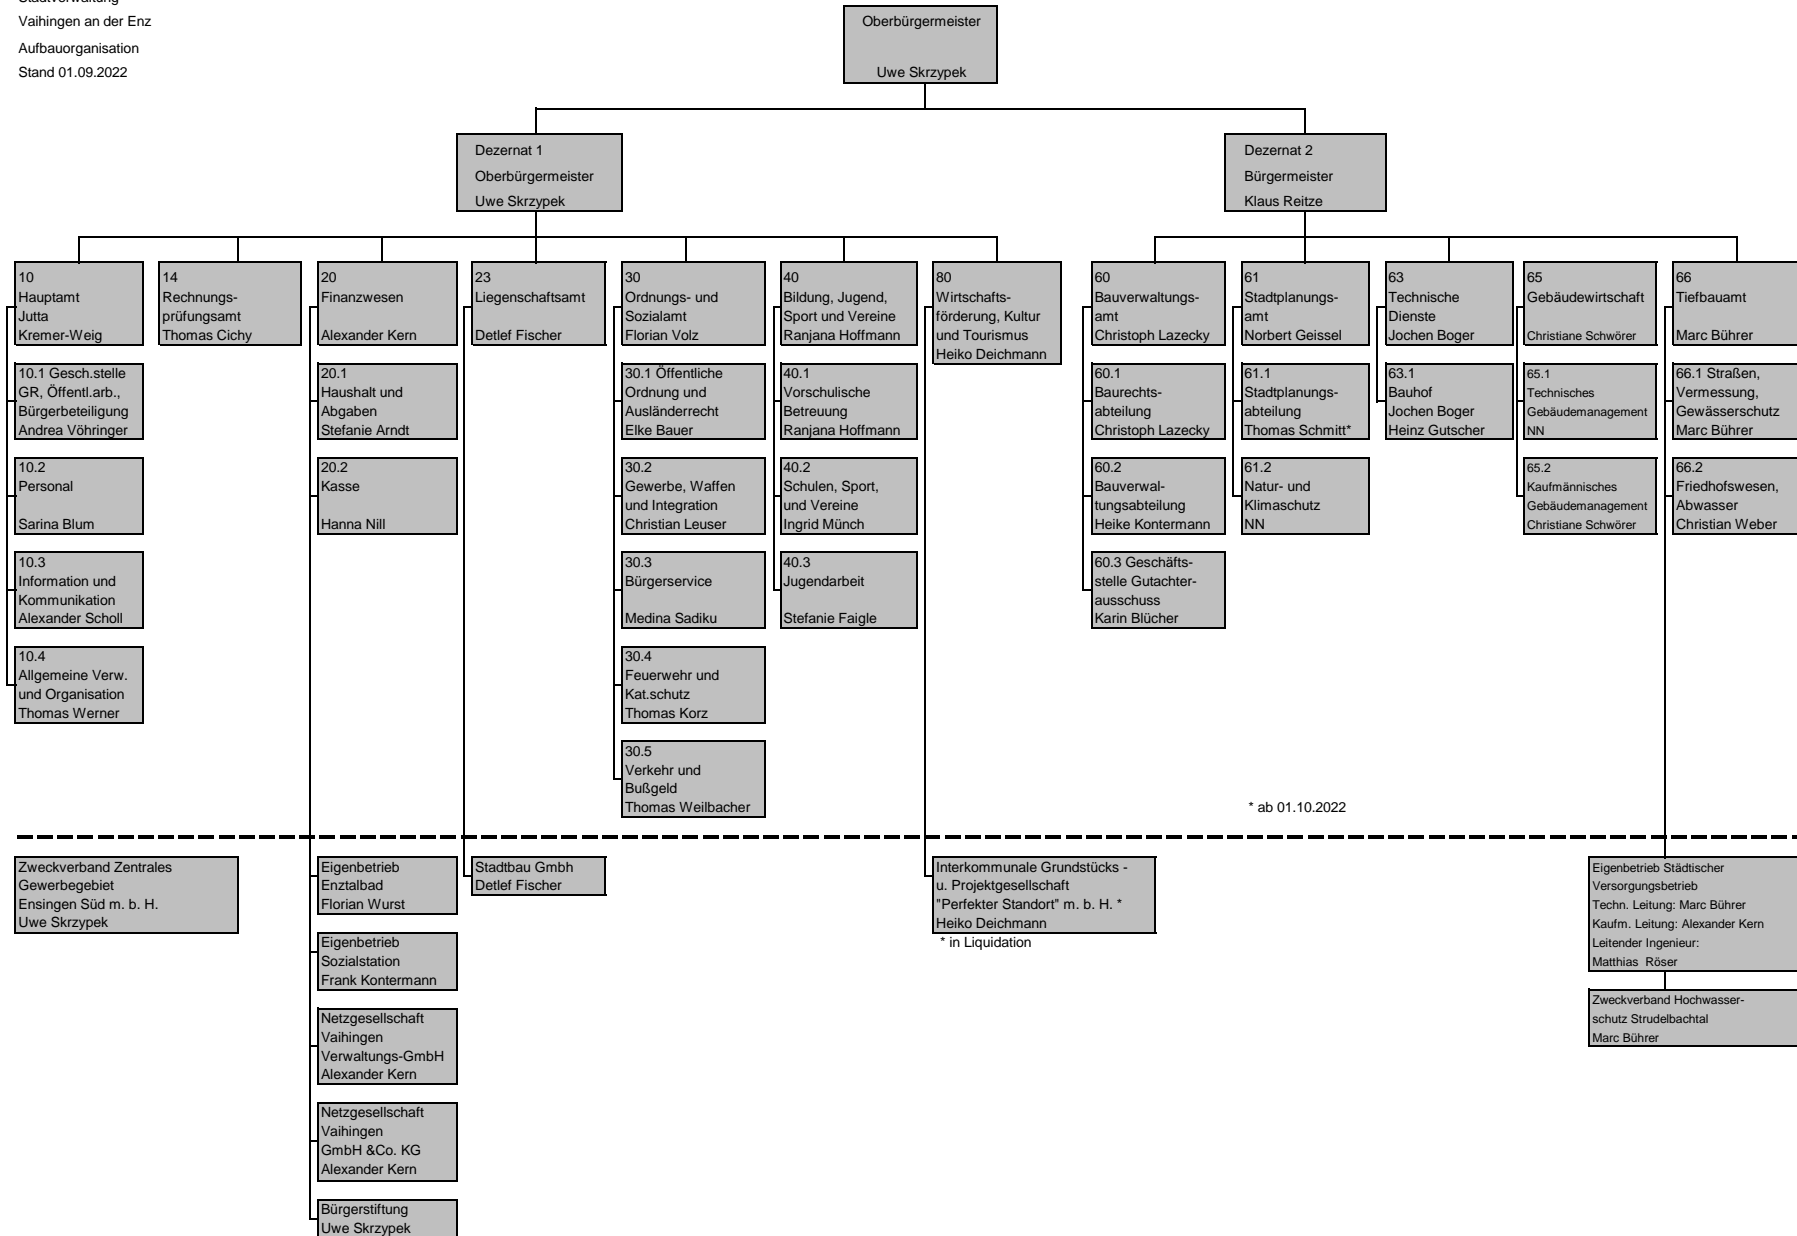 Stadtverwaltung
Vaihingen an der Enz
Aufbauorganisation
Stand 01.09.2022
Oberbürgermeister
Uwe Skrzypek
Dezernat 1
Oberbürgermeister
Uwe Skrzypek
Dezernat 2
Bürgermeister
Klaus Reitze
10
Hauptamt
Jutta
Kremer-Weig
14
Rechnungs-
prüfungsamt
Thomas Cichy
20
Finanzwesen
Alexander Kern
23
Liegenschaftsamt
Detlef Fischer
30
Ordnungs- und
Sozialamt
Florian Volz
40
Bildung, Jugend,
Sport und Vereine
Ranjana Hoffmann
80
Wirtschafts-
förderung, Kultur
und Tourismus
Heiko Deichmann
60
Bauverwaltungs-
amt
Christoph Lazecky
61
Stadtplanungs-
amt
Norbert Geissel
63
Technische
Dienste
Jochen Boger
65
Gebäudewirtschaft
Christiane Schwörer
66
Tiefbauamt
Marc Bührer
10.1 Gesch.stelle
GR, Öffentl.arb.,
Bürgerbeteiligung
Andrea Vöhringer
20.1
Haushalt und
Abgaben
Stefanie Arndt
30.1 Öffentliche
Ordnung und
Ausländerrecht
Elke Bauer
40.1
Vorschulische
Betreuung
Ranjana Hoffmann
60.1
Baurechts-
abteilung
Christoph Lazecky
61.1
Stadtplanungs-
abteilung
Thomas Schmitt*
63.1
Bauhof
Jochen Boger
Heinz Gutscher
65.1
Technisches
Gebäudemanagement
NN
66.1 Straßen,
Vermessung,
Gewässerschutz
Marc Bührer
10.2
Personal
Sarina Blum
20.2
Kasse
Hanna Nill
30.2
Gewerbe, Waffen
und Integration
Christian Leuser
40.2
Schulen, Sport,
und Vereine
Ingrid Münch
60.2
Bauverwal-
tungsabteilung
Heike Kontermann
61.2
Natur- und
Klimaschutz
NN
65.2
Kaufmännisches
Gebäudemanagement
Christiane Schwörer
66.2
Friedhofswesen,
Abwasser
Christian Weber
10.3
Information und
Kommunikation
Alexander Scholl
30.3
Bürgerservice
Medina Sadiku
40.3
Jugendarbeit
Stefanie Faigle
60.3 Geschäfts-
stelle Gutachter-
ausschuss
Karin Blücher
10.4
Allgemeine Verw.
und Organisation
Thomas Werner
30.4
Feuerwehr und
Kat.schutz
Thomas Korz
30.5
Verkehr und
Bußgeld
Thomas Weilbacher
* ab 01.10.2022
Zweckverband Zentrales
Gewerbegebiet
Ensingen Süd m. b. H.
Uwe Skrzypek
Eigenbetrieb
Enztalbad
Florian Wurst
Stadtbau Gmbh
Detlef Fischer
Interkommunale Grundstücks -
u. Projektgesellschaft
"Perfekter Standort" m. b. H. *
Heiko Deichmann
* in Liquidation
Eigenbetrieb Städtischer
Versorgungsbetrieb
Techn. Leitung: Marc Bührer
Kaufm. Leitung: Alexander Kern
Leitender Ingenieur:
Matthias Röser
Eigenbetrieb
Sozialstation
Frank Kontermann
Zweckverband Hochwasser-
schutz Strudelbachtal
Marc Bührer
Netzgesellschaft
Vaihingen
Verwaltungs-GmbH
Alexander Kern
Netzgesellschaft
Vaihingen
GmbH &Co. KG
Alexander Kern
Bürgerstiftung
Uwe Skrzypek